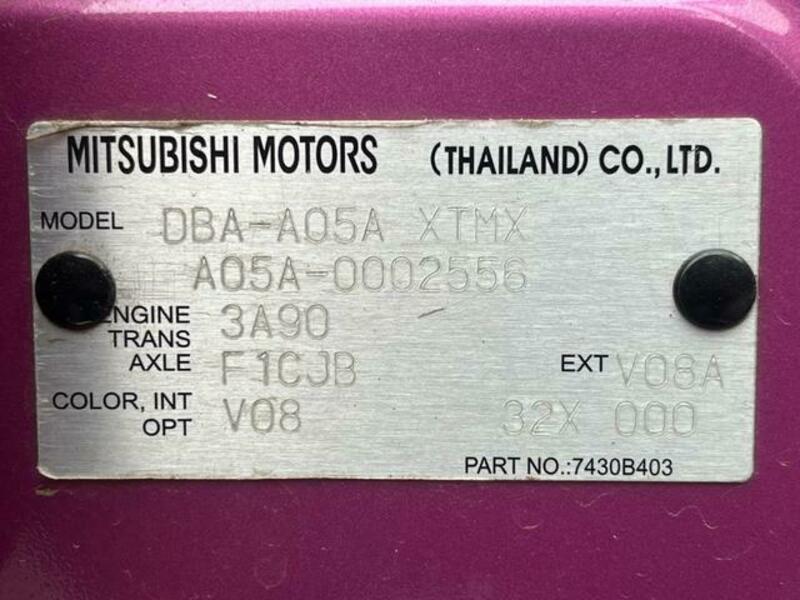 MITSUBISHI MOTORS (THAILAND) CO., LTD.
MODEL DBA-A05A XTMX
A05A-0002556
ENGINE 3A90
TRANS
AXLE F1CJB EXT V08A
COLOR, INT V08 32X 000
OPT
PART NO.:7430B403